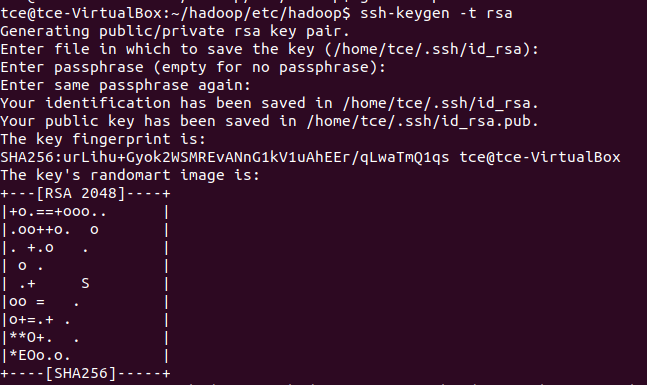 tce@tce-VirtualBox:~/hadoop/etc/hadoop$ ssh-keygen -t rsa
Generating public/private rsa key pair.
Enter file in which to save the key (/home/tce/.ssh/id_rsa):
Enter passphrase (empty for no passphrase):
Enter same passphrase again:
Your identification has been saved in /home/tce/.ssh/id_rsa.
Your public key has been saved in /home/tce/.ssh/id_rsa.pub.
The key fingerprint is:
SHA256:urLihu+Gyok2WSMREvANnG1kV1uAhEEr/qLwaTmQ1qs tce@tce-VirtualBox
The key's randomart image is:
+---[RSA 2048]----+
|+o.==+ooo..      |
|.oo++o.  o       |
|. +.o   .        |
| o .             |
| .+     S        |
|oo =   .         |
|o+=.+ .          |
|**O+.  .         |
|*EOo.o.          |
+----[SHA256]-----+